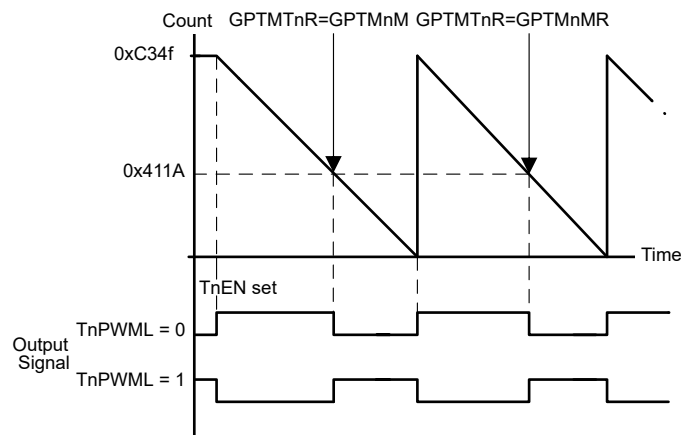 Count
GPTMTnR=GPTMnM
GPTMTnR=GPTMnMR
0xC34f
0x411A
Time
TnEN set
TnPWML = 0
Output
Signal
TnPWML = 1